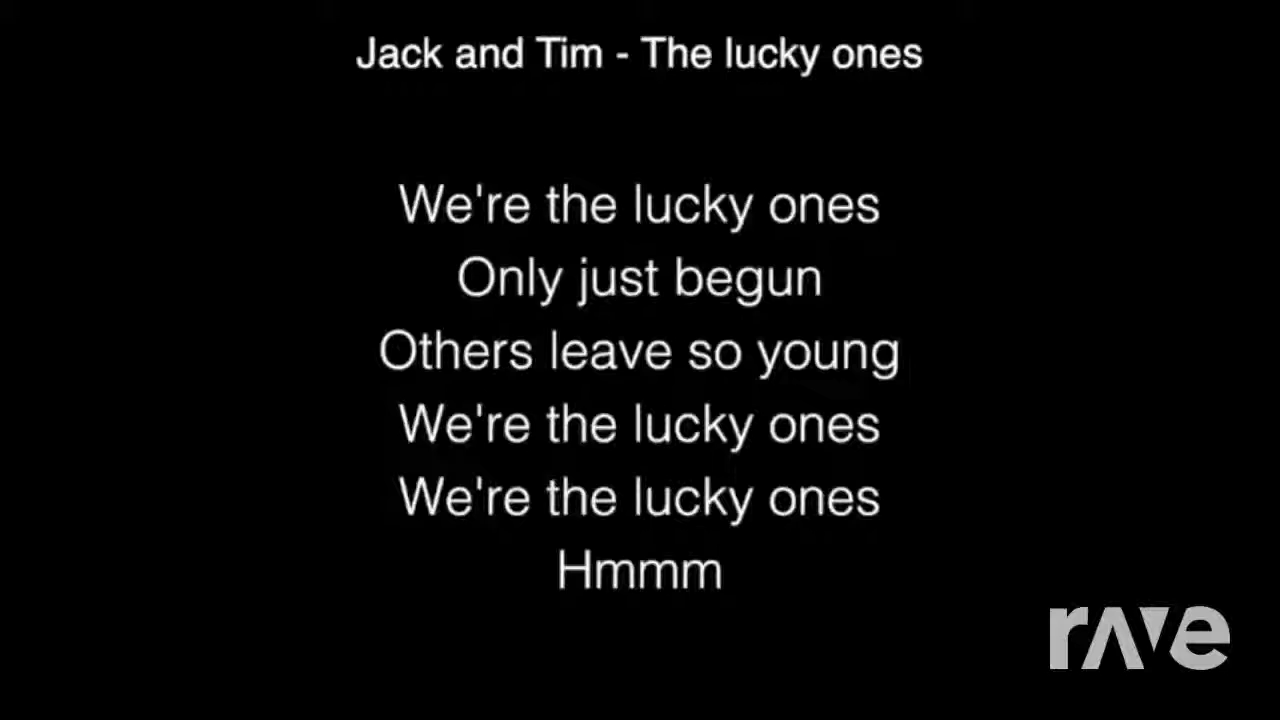 Jack and Tim - The lucky ones
We're the lucky ones
Only just begun
Others leave so young
We're the lucky ones
We're the lucky ones
Hmmm
rave